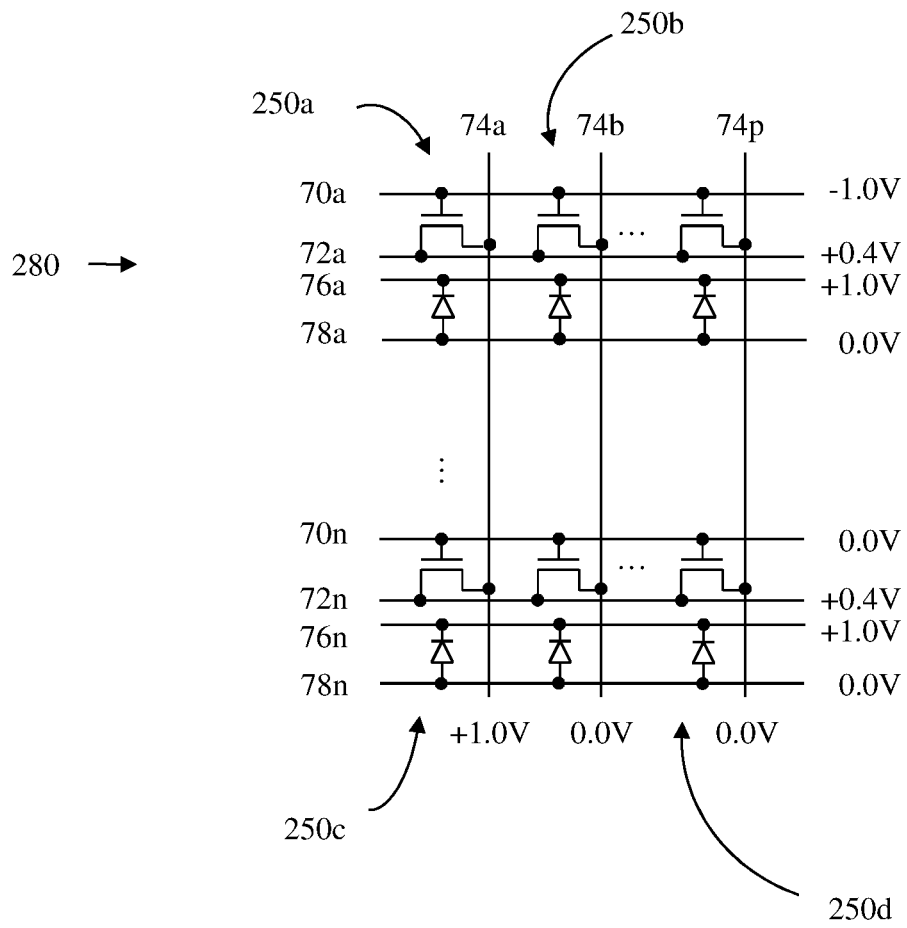 250b
250a
74a 74b 74p
70a -1.0V
...
72a +0.4V
280
76a +1.0V
78a 0.0V
...
70n 0.0V
...
72n +0.4V
76n +1.0V
78n 0.0V
+1.0V 0.0V 0.0V
250c
250d